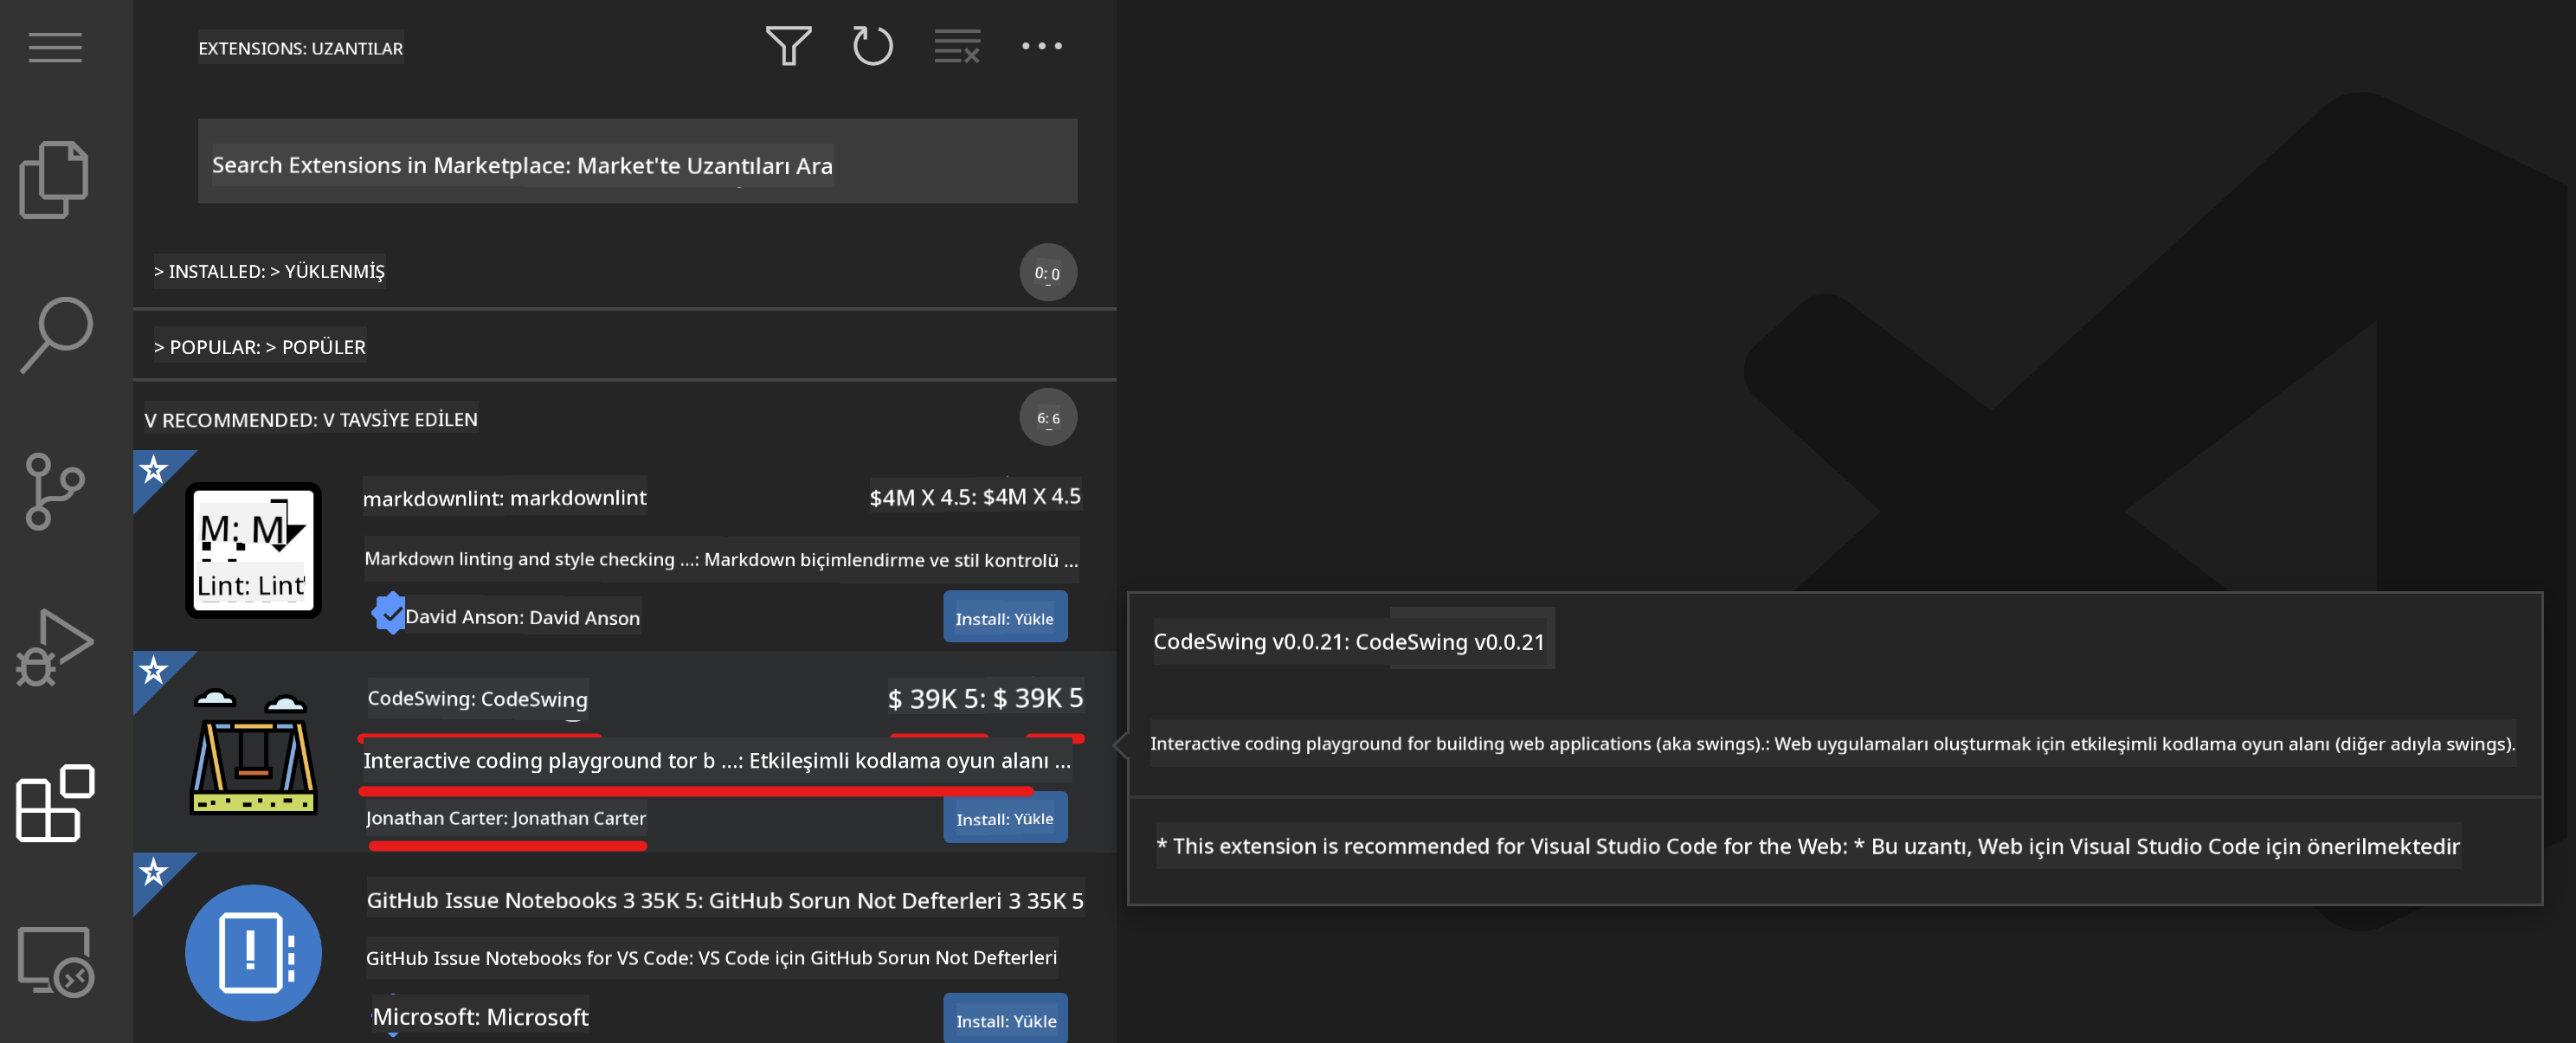 EXTENSIONS: UZANTILAR
Search Extensions in Marketplace: Market'te Uzantıları Ara
> INSTALLED: > YÜKLENMİŞ
0: 0
> POPULAR: > POPÜLER
V RECOMMENDED: V TAVSİYE EDİLEN
6: 6
M: M
Lint: Lint
markdownlint: markdownlint
$4M X 4.5: $4M X 4.5
Markdown linting and style checking ...: Markdown biçimlendirme ve stil kontrolü ...
David Anson: David Anson
Install: Yükle
CodeSwing: CodeSwing
$ 39K 5: $ 39K 5
Interactive coding playground tor b ...: Etkileşimli kodlama oyun alanı ...
Jonathan Carter: Jonathan Carter
Install: Yükle
GitHub Issue Notebooks 3 35K 5: GitHub Sorun Not Defterleri 3 35K 5
GitHub Issue Notebooks for VS Code: VS Code için GitHub Sorun Not Defterleri
Microsoft: Microsoft
Install: Yükle
CodeSwing v0.0.21: CodeSwing v0.0.21
Interactive coding playground for building web applications (aka swings).: Web uygulamaları oluşturmak için etkileşimli kodlama oyun alanı (diğer adıyla swings).
* This extension is recommended for Visual Studio Code for the Web: * Bu uzantı, Web için Visual Studio Code için önerilmektedir